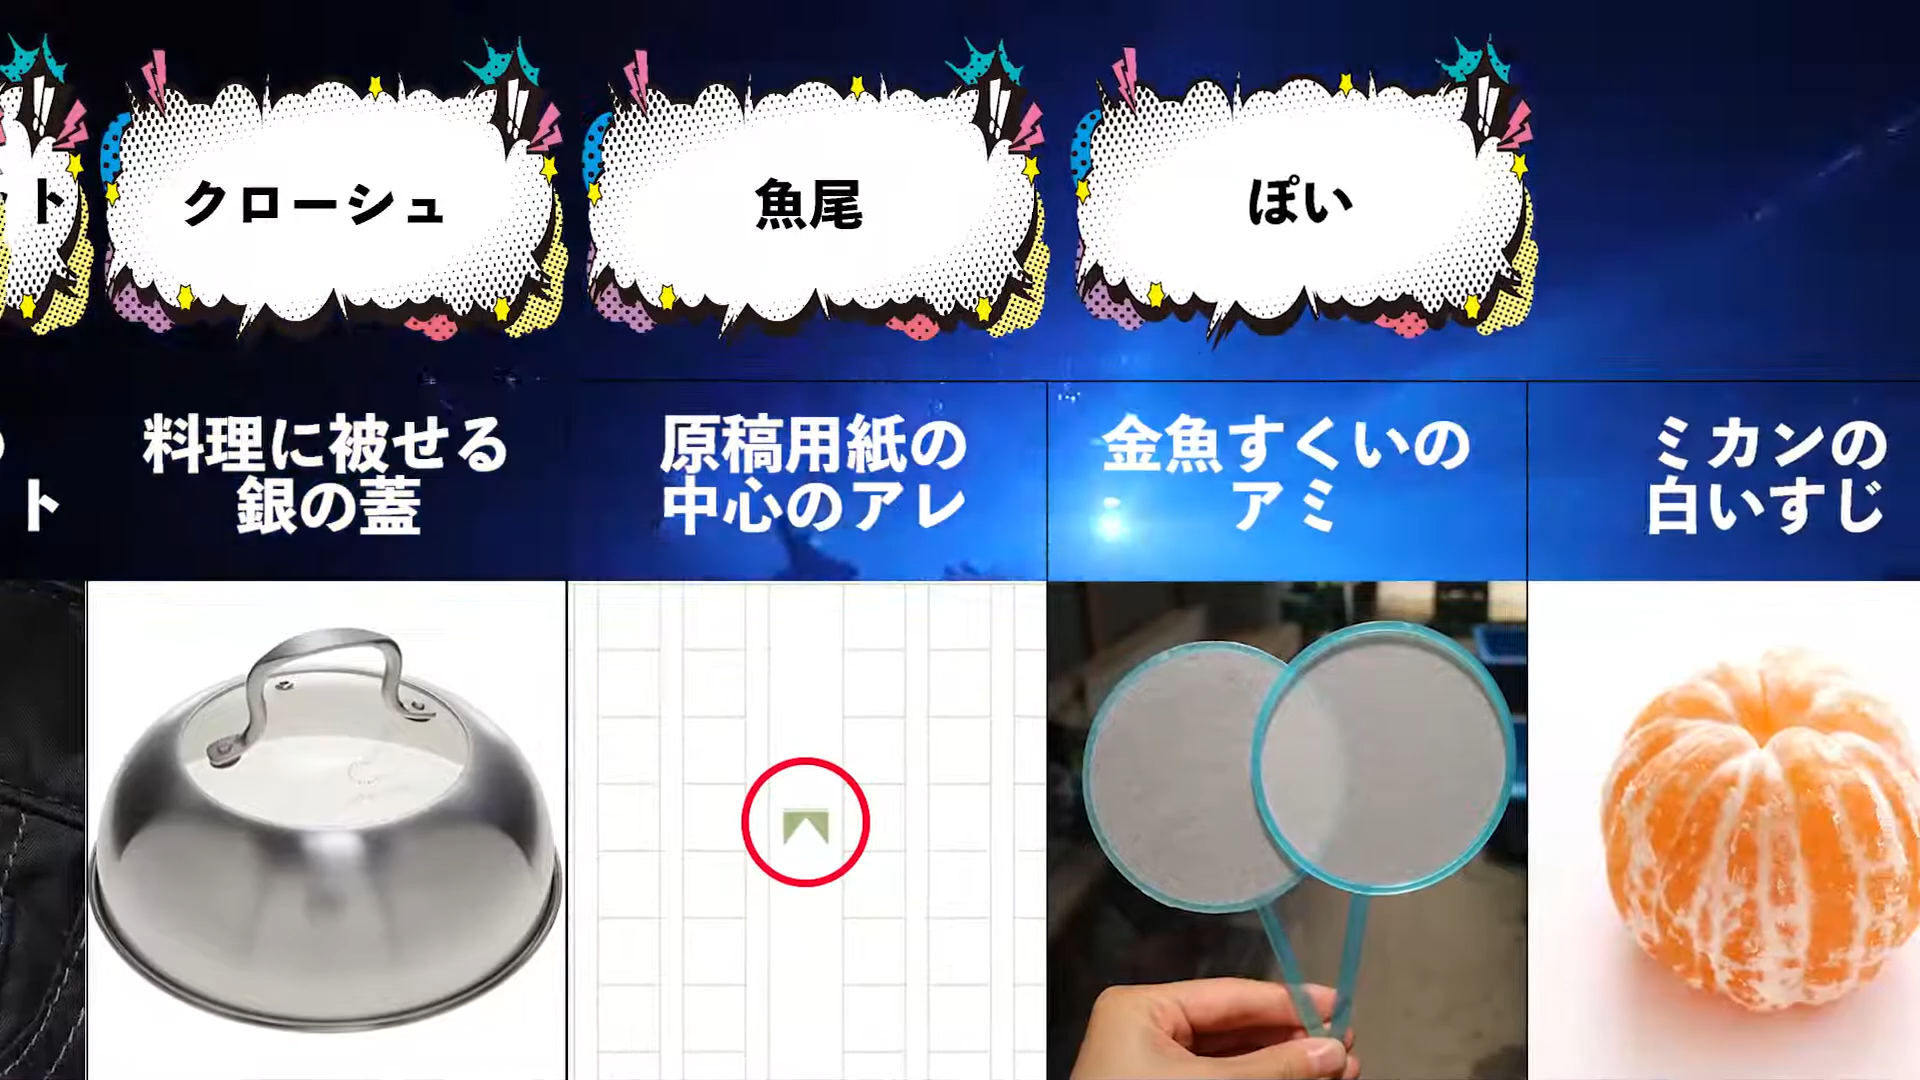 ト
クローシュ
魚尾
ぽい
ト
料理に被せる
銀の蓋
原稿用紙の
中心のアレ
金魚すくいの
アミ
ミカンの
白いすじ